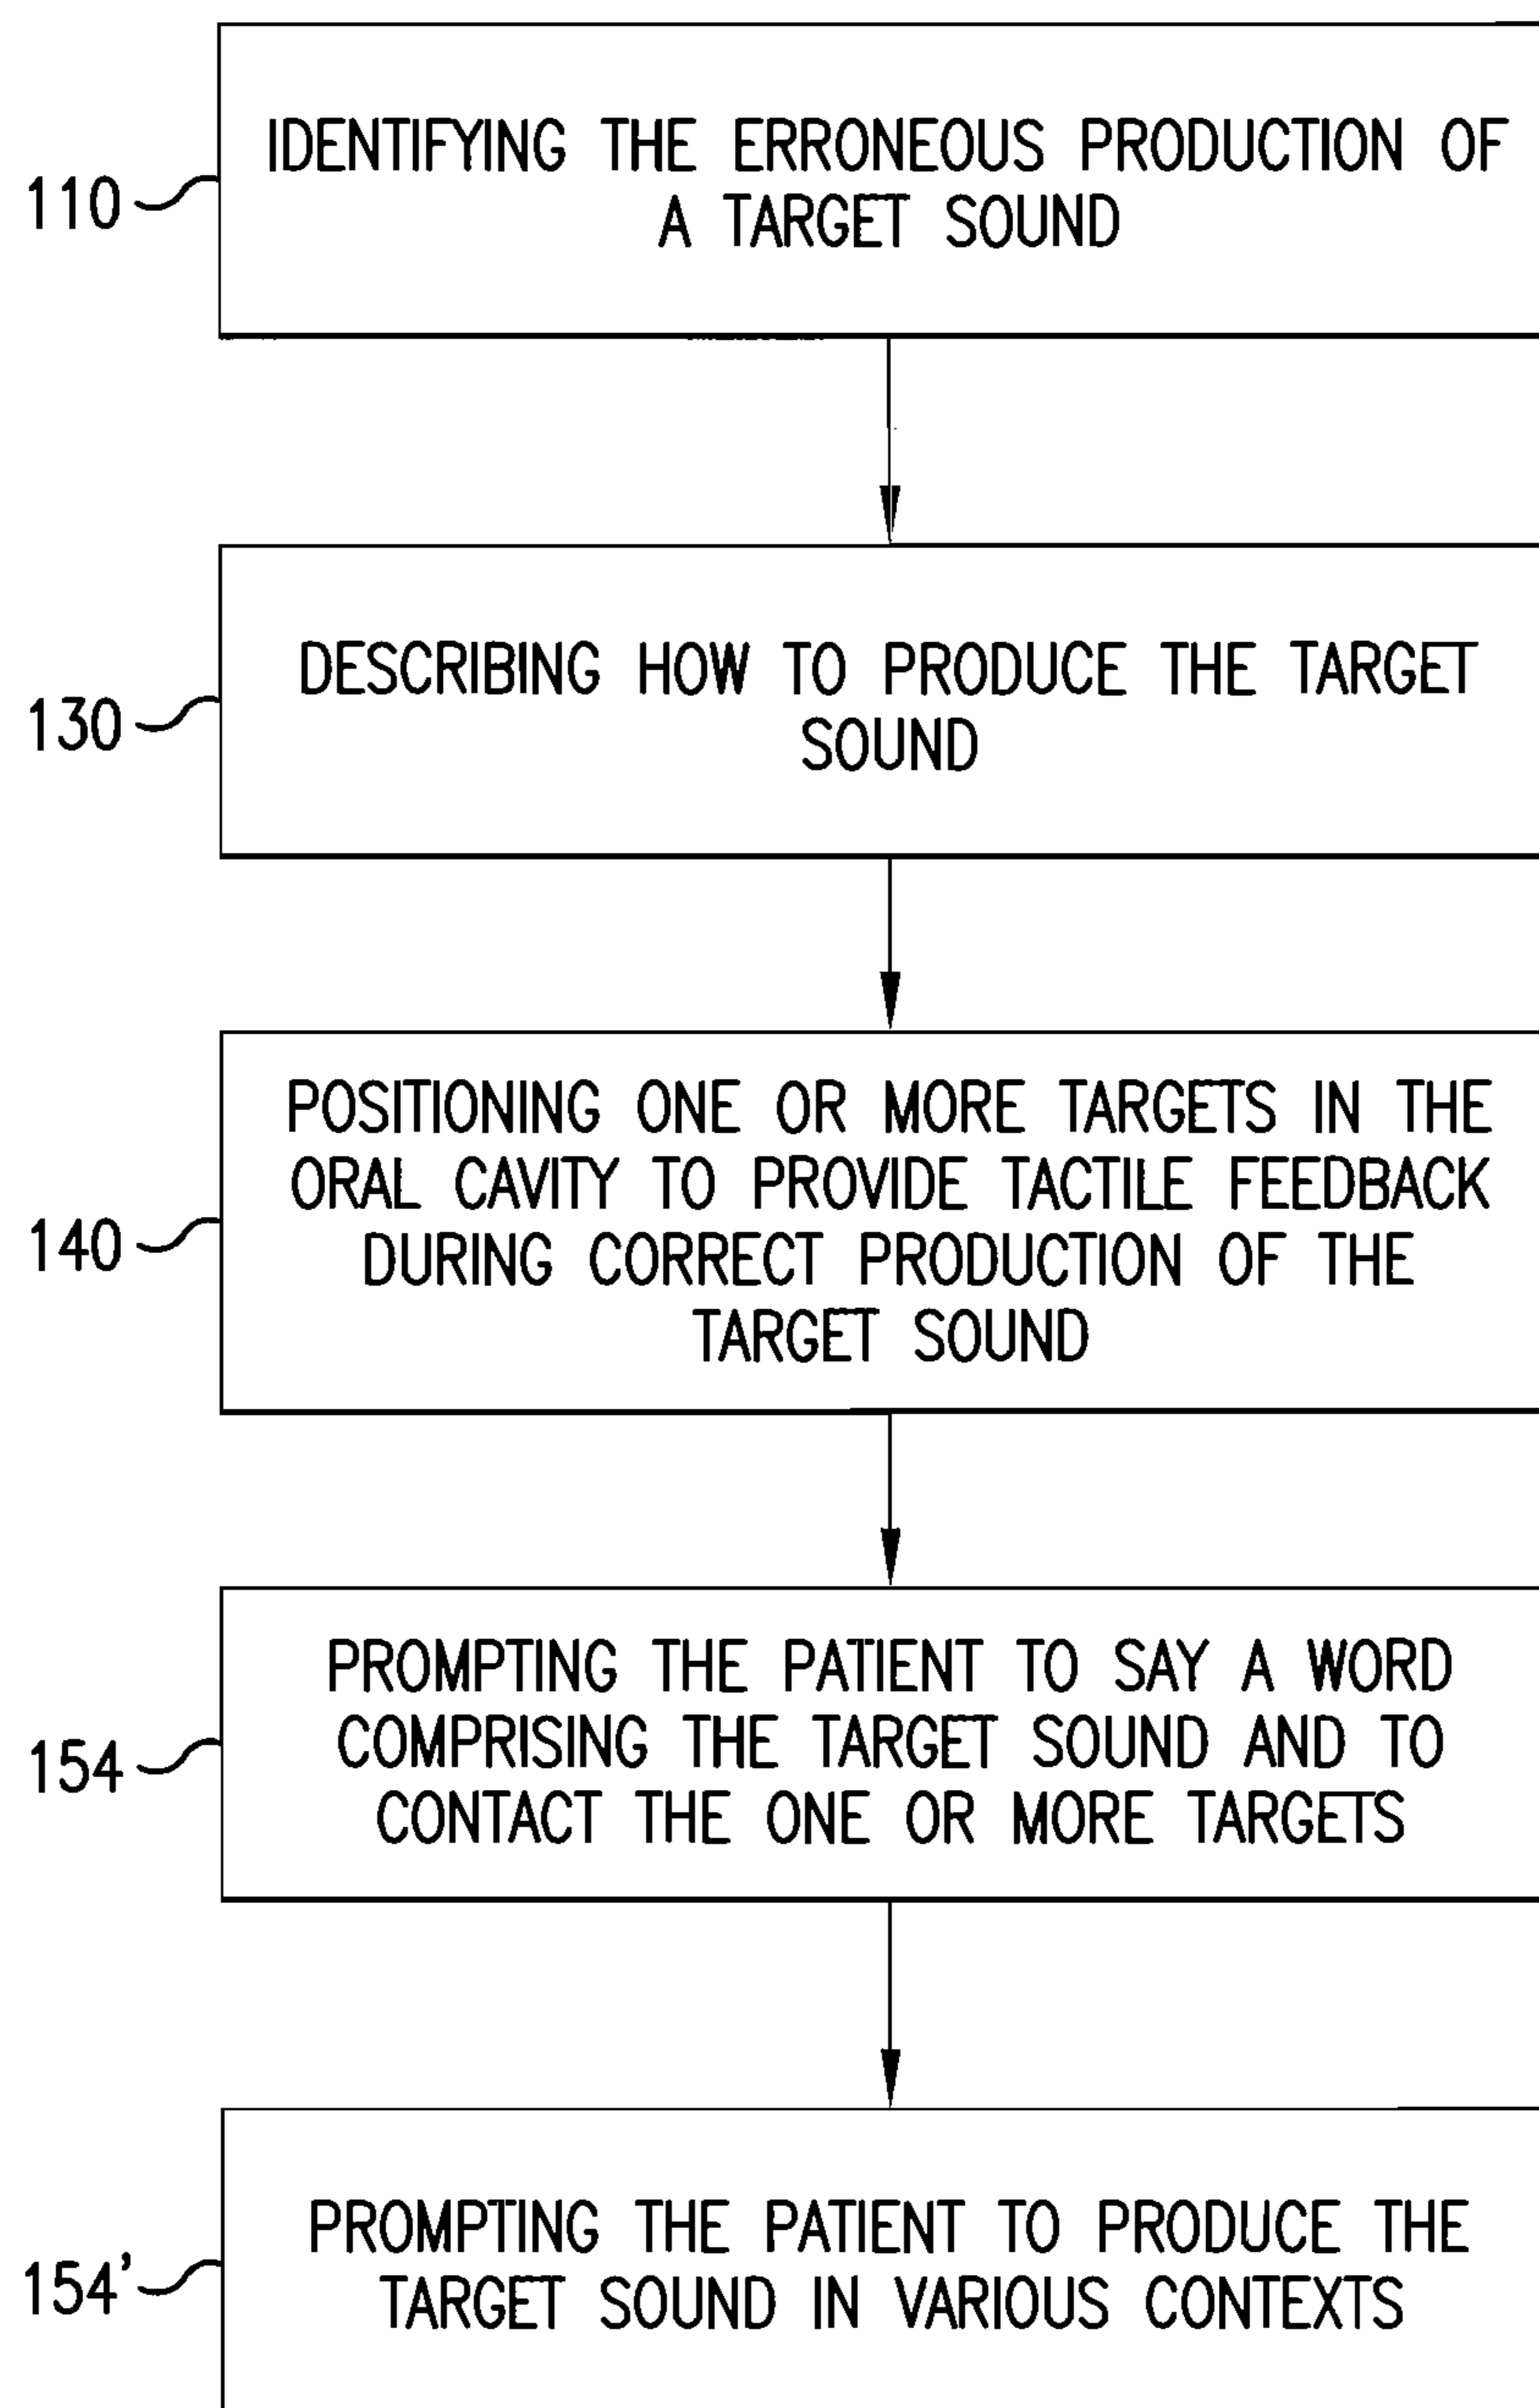 IDENTIFYING THE ERRONEOUS PRODUCTION OF
A TARGET SOUND
110
DESCRIBING HOW TO PRODUCE THE TARGET
SOUND
130
POSITIONING ONE OR MORE TARGETS IN THE
ORAL CAVITY TO PROVIDE TACTILE FEEDBACK
DURING CORRECT PRODUCTION OF THE
TARGET SOUND
140
PROMPTING THE PATIENT TO SAY A WORD
COMPRISING THE TARGET SOUND AND TO
CONTACT THE ONE OR MORE TARGETS
154
PROMPTING THE PATIENT TO PRODUCE THE
TARGET SOUND IN VARIOUS CONTEXTS
154'